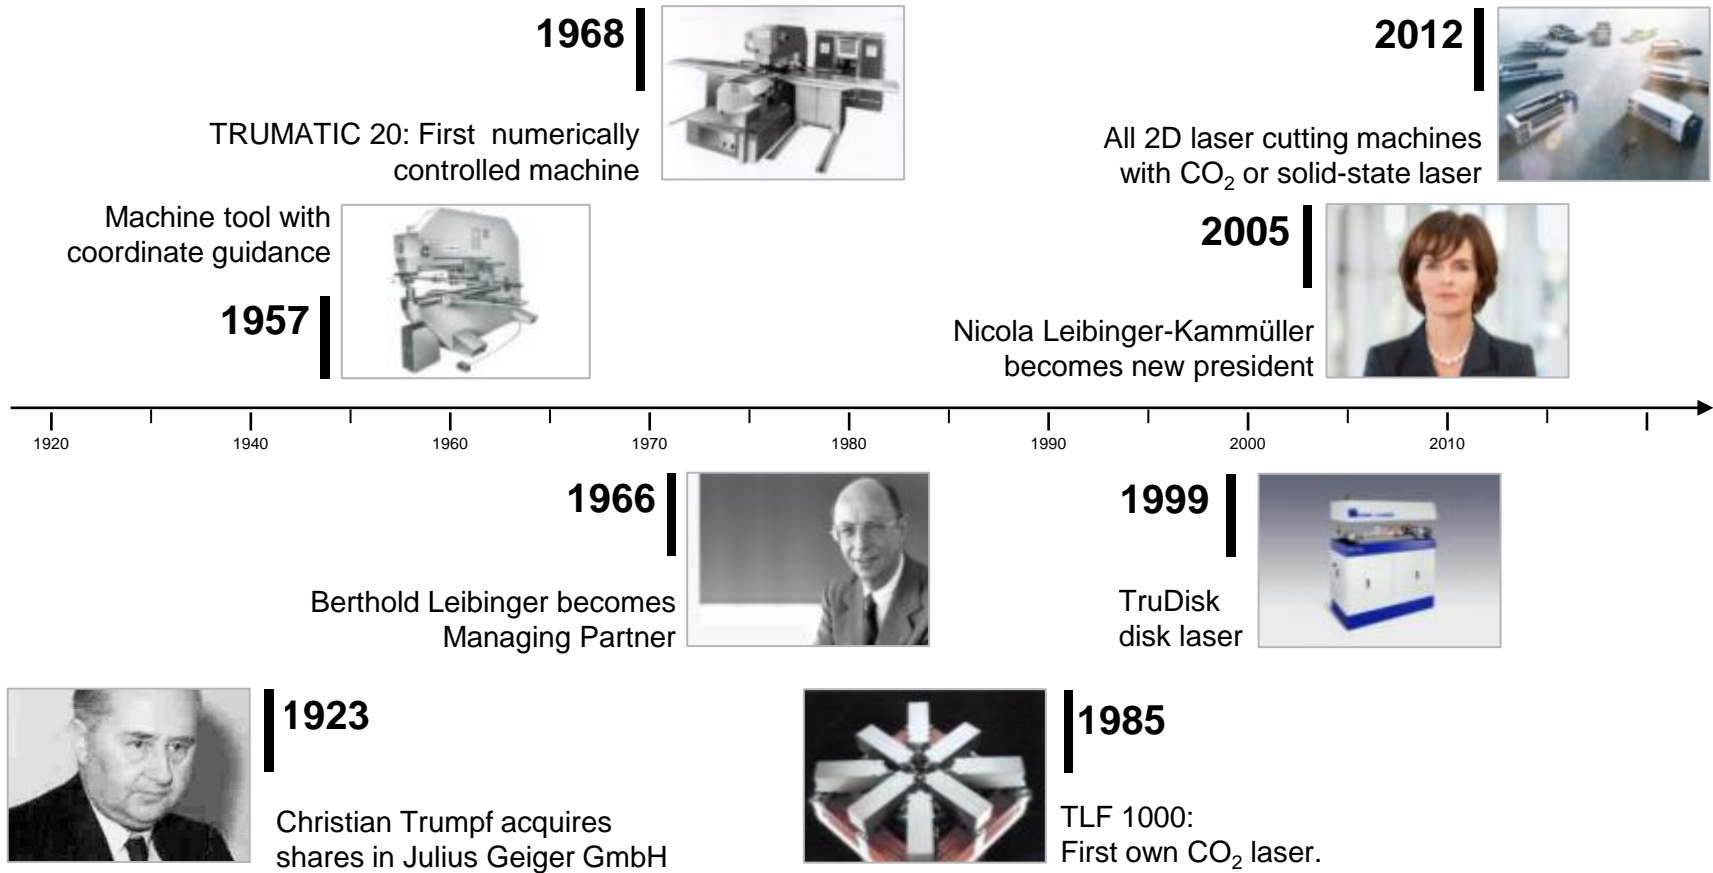 1968
TRUMATIC 20: First  numerically
controlled machine
2012
All 2D laser cutting machines
with CO₂ or solid-state laser
Machine tool with
coordinate guidance
1957
2005
Nicola Leibinger-Kammüller
becomes new president
1920 1940 1960 1970 1980 1990 2000 2010
1966
Berthold Leibinger becomes
Managing Partner
1999
TruDisk
disk laser
1923
Christian Trumpf acquires
shares in Julius Geiger GmbH
1985
TLF 1000:
First own CO₂ laser.